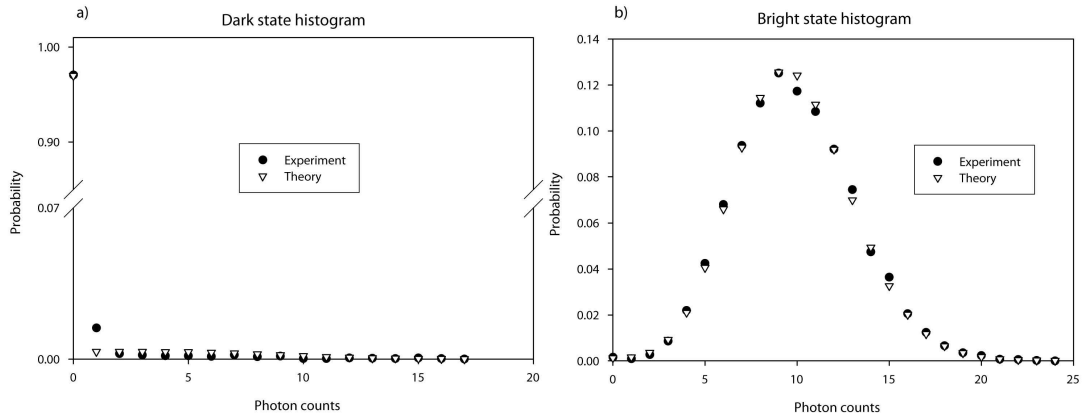 a)
Dark state histogram
1.00
0.90
0.07
0.00
Probability
Experiment
Theory
0
5
10
15
20
Photon counts
b)
Bright state histogram
0.14
0.12
0.10
0.08
0.06
0.04
0.02
0.00
Probability
Experiment
Theory
0
5
10
15
20
25
Photon counts